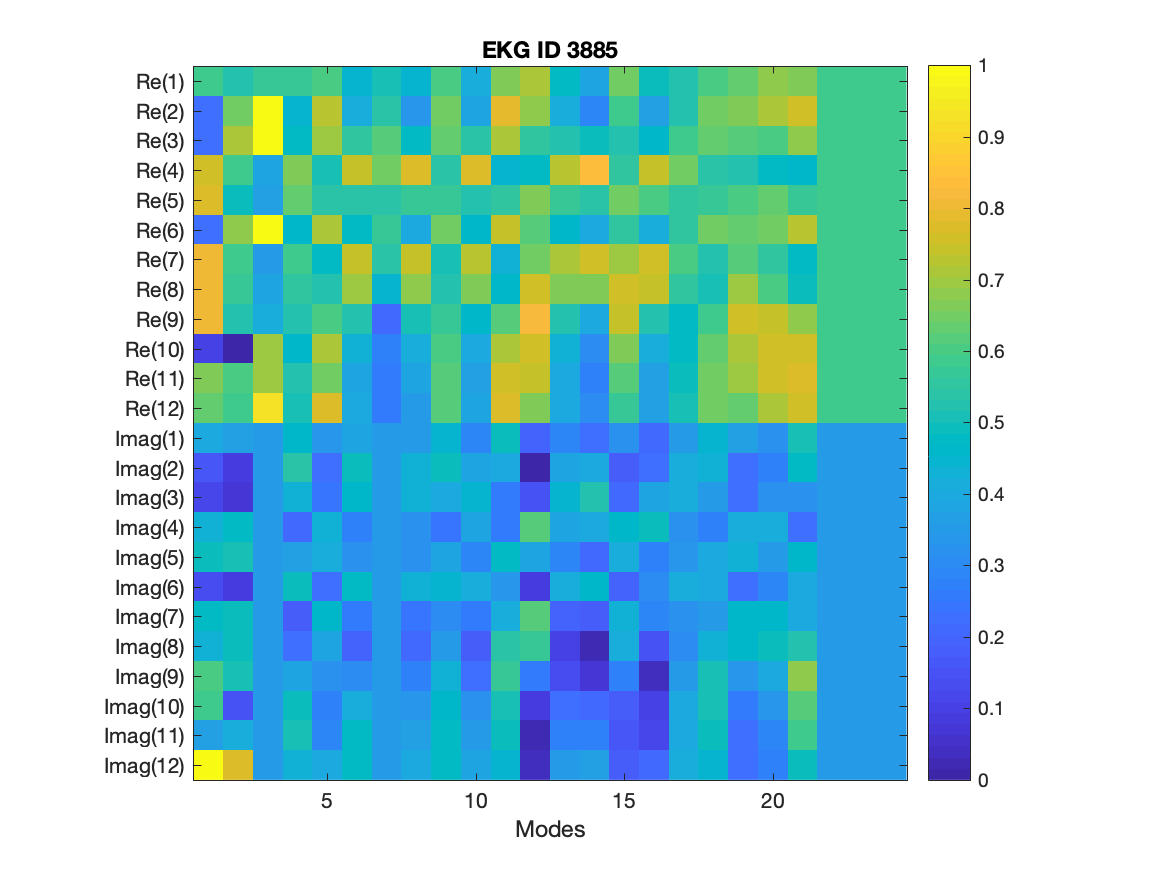 EKG ID 3885
Re(1)
Re(2)
Re(3)
Re(4)
Re(5)
Re(6)
Re(7)
Re(8)
Re(9)
Re(10)
Re(11)
Re(12)
Imag(1)
Imag(2)
Imag(3)
Imag(4)
Imag(5)
Imag(6)
Imag(7)
Imag(8)
Imag(9)
Imag(10)
Imag(11)
Imag(12)
5 10 15 20
Modes
1
0.9
0.8
0.7
0.6
0.5
0.4
0.3
0.2
0.1
0